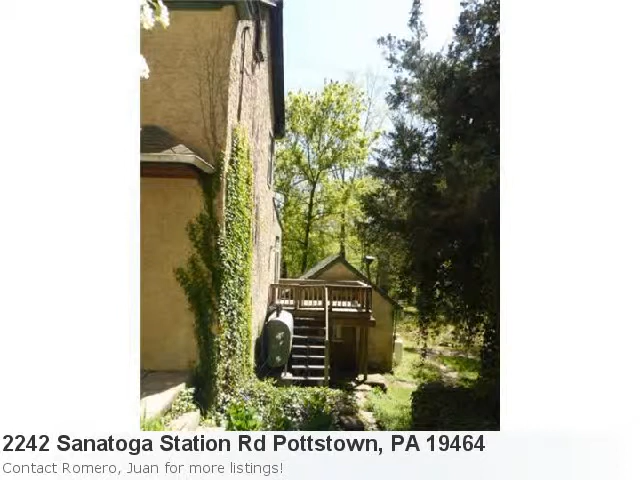 2242 Sanatoga Station Rd Pottstown, PA 19464
Contact Romero, Juan for more listings!